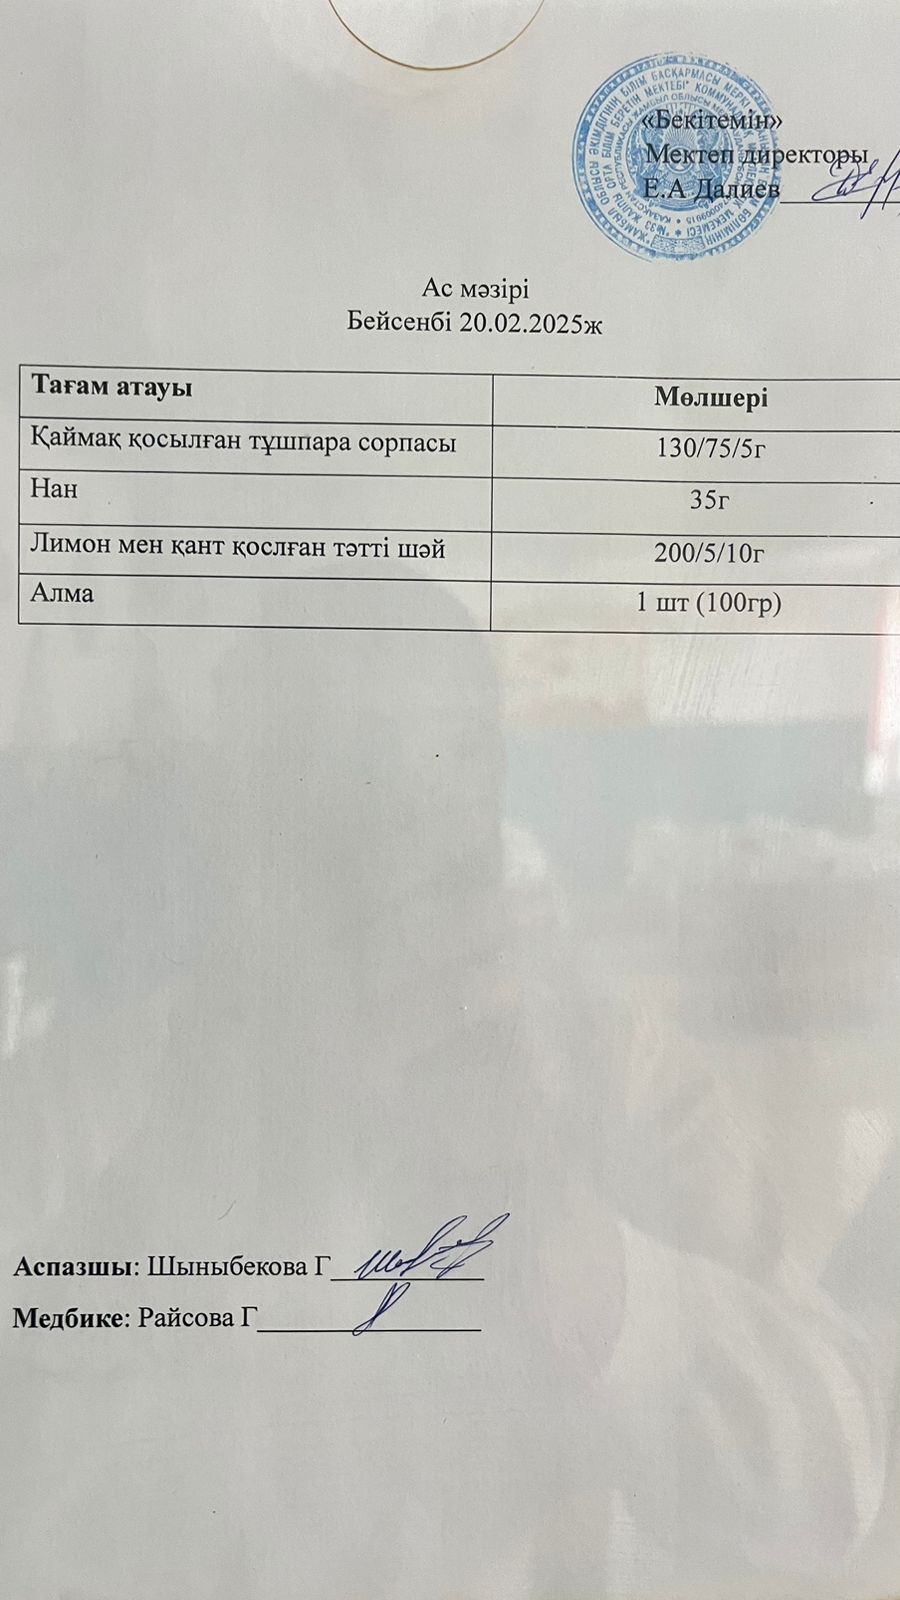 «Бекітемін»
Мектеп директоры
Е.А Далиев
Ас мәзірі
Бейсенбі 20.02.2025ж
Тағам атауы Мөлшері
Қаймақ қосылған тұшпара сорпасы 130/75/5г
Нан 35г
Лимон мен қант қослған тәтті шәй 200/5/10г
Алма 1 шт (100гр)
Аспазшы: Шыныбекова Г
Медбике: Райсова Г